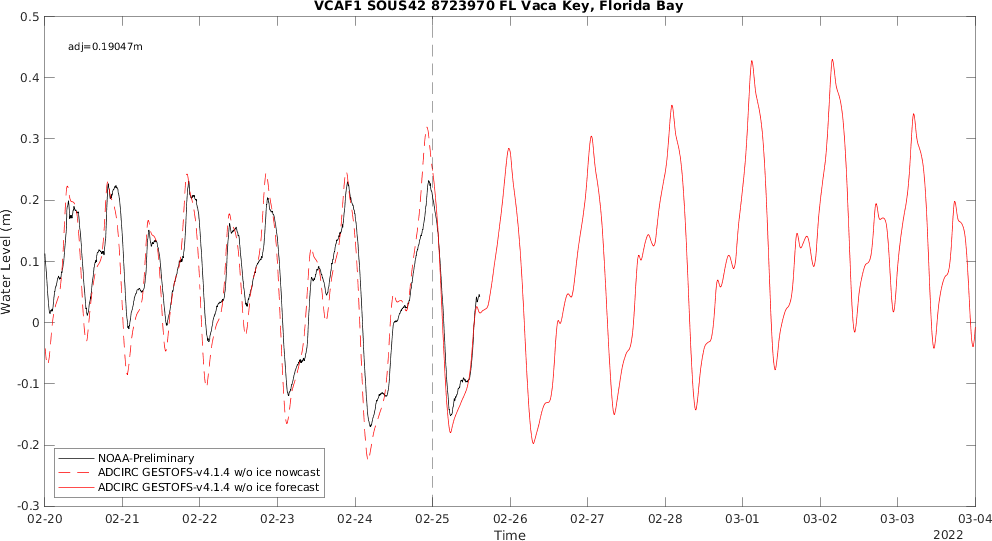 VCAF1 SOUS42 8723970 FL Vaca Key, Florida Bay
0.5
adj=0.19047m
0.4
0.3
0.2
0.1
0
-0.1
-0.2
-0.3
Water Level (m)
NOAA-Preliminary
ADCIRC GESTOFS-v4.1.4 w/o ice nowcast
ADCIRC GESTOFS-v4.1.4 w/o ice forecast
02-20 02-21 02-22 02-23 02-24 02-25 02-26 02-27 02-28 03-01 03-02 03-03 03-04
Time
2022